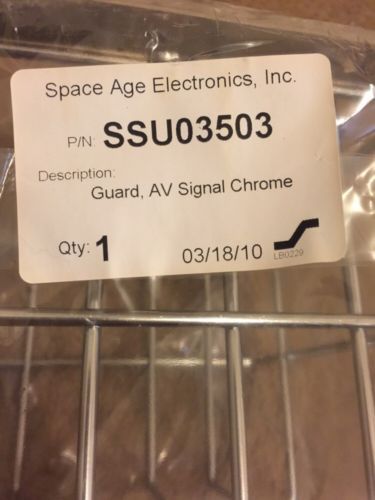 Space Age Electronics, Inc.
P/N: SSU03503
Description:
Guard, AV Signal Chrome
Qty: 1 03/18/10
LB0229